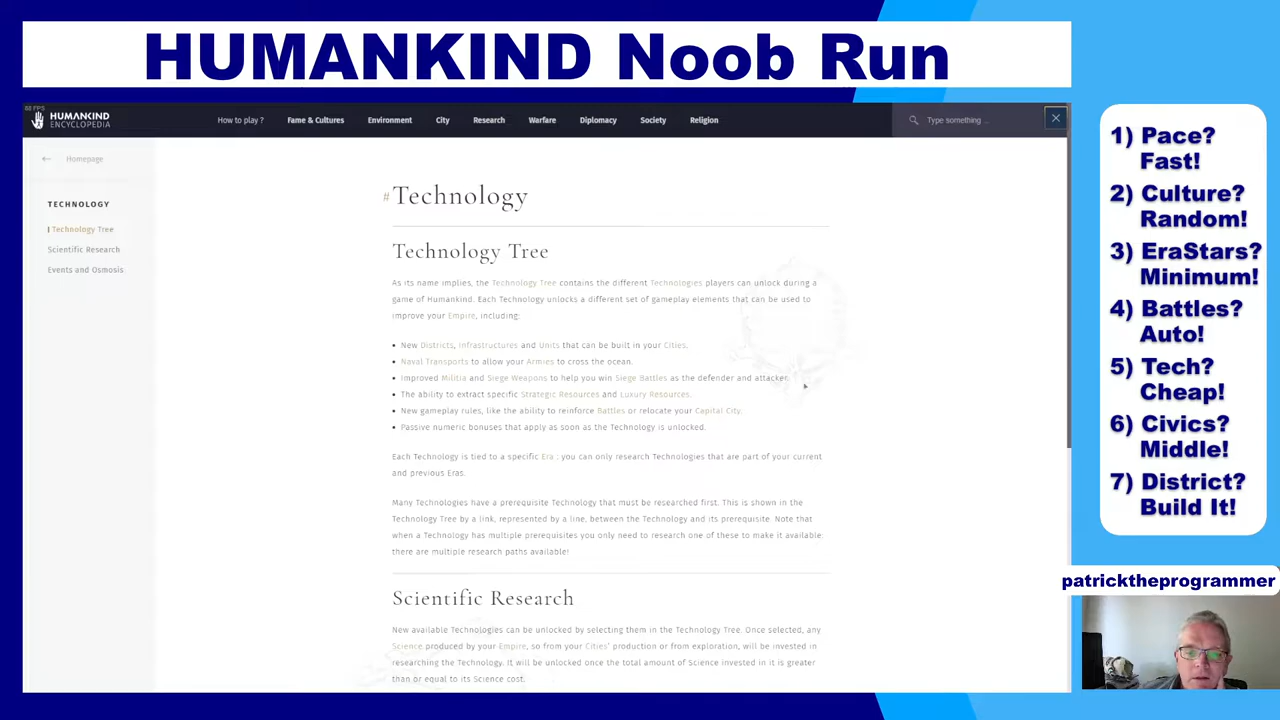 HUMANKIND Noob Run
HUMANKIND
ENCYCLOPEDIA
How to play ?
Fame & Cultures
Environment
City
Research
Warfare
Diplomacy
Society
Religion
Type something ...
Homepage
TECHNOLOGY
Technology Tree
Scientific Research
Events and Osmosis
# Technology
Technology Tree
As its name implies, the Technology Tree contains the different Technologies players can unlock during a
game of Humankind. Each Technology unlocks a different set of gameplay elements that can be used to
improve your Empire, including:
• New Districts, Infrastructures and Units that can be built in your Cities.
• Naval Transports to allow your Armies to cross the ocean.
• Improved Militia and Siege Weapons to help you win Siege Battles as the defender and attacker.
• The ability to extract specific Strategic Resources and Luxury Resources.
• New gameplay rules, like the ability to reinforce Battles or relocate your Capital City.
• Passive numeric bonuses that apply as soon as the Technology is unlocked.
Each Technology is tied to a specific Era : you can only research Technologies that are part of your current
and previous Eras.
Many Technologies have a prerequisite Technology that must be researched first. This is shown in the
Technology Tree by a link, represented by a line, between the Technology and its prerequisite. Note that
when a Technology has multiple prerequisites you only need to research one of these to make it available:
there are multiple research paths available!
Scientific Research
New available Technologies can be unlocked by selecting them in the Technology Tree. Once selected, any
Science produced by your Empire, so from your Cities' production or from exploration, will be invested in
researching the Technology. It will be unlocked once the total amount of Science invested in it is greater
than or equal to its Science cost.
1) Pace?
Fast!
2) Culture?
Random!
3) EraStars?
Minimum!
4) Battles?
Auto!
5) Tech?
Cheap!
6) Civics?
Middle!
7) District?
Build It!
patricktheprogrammer